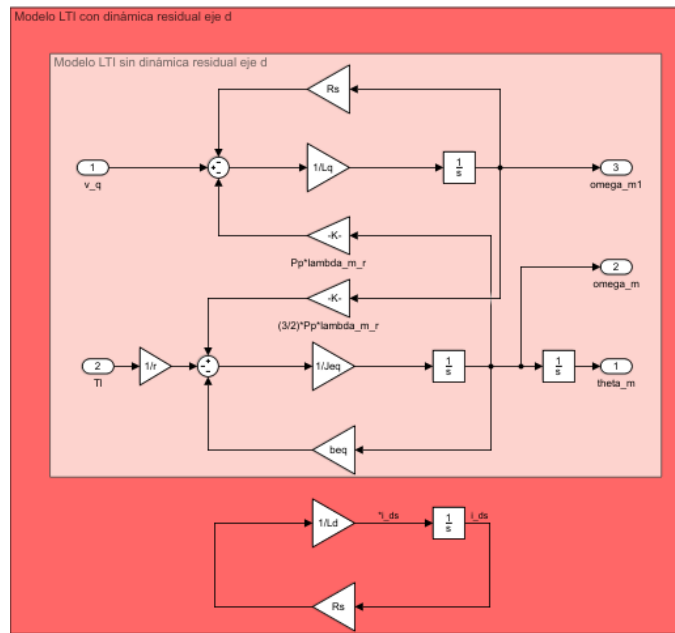 Modelo LTI con dinámica residual eje d
Modelo LTI sin dinámica residual eje d
Rs
1
v_q
+ - -
1/Lq
1
s
3
omega_m1
-K-
Pp*lambda_m_r
2
omega_m
-K-
(3/2)*Pp*lambda_m_r
2
Tl
1/r
- + -
1/Jeq
1
s
1
s
1
theta_m
beq
1/Ld
*i_ds
1
s
i_ds
Rs